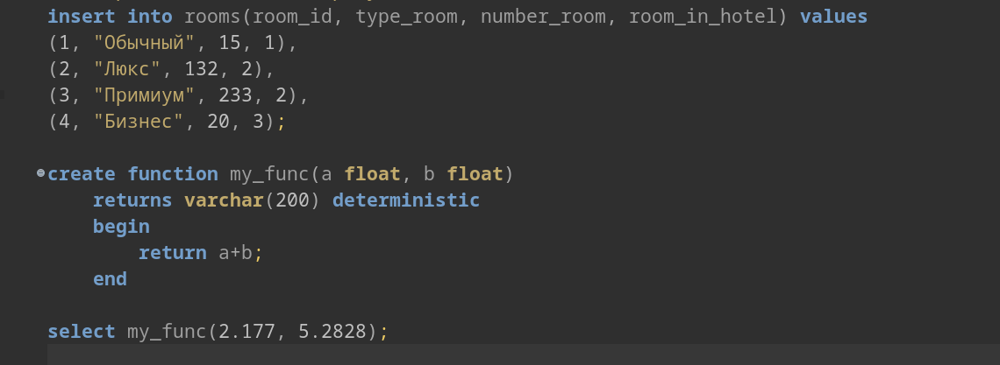 insert into rooms(room_id, type_room, number_room, room_in_hotel) values
(1, "Обычный", 15, 1),
(2, "Люкс", 132, 2),
(3, "Примиум", 233, 2),
(4, "Бизнес", 20, 3);
create function my_func(a float, b float)
returns varchar(200) deterministic
begin
return a+b;
end
select my_func(2.177, 5.2828);